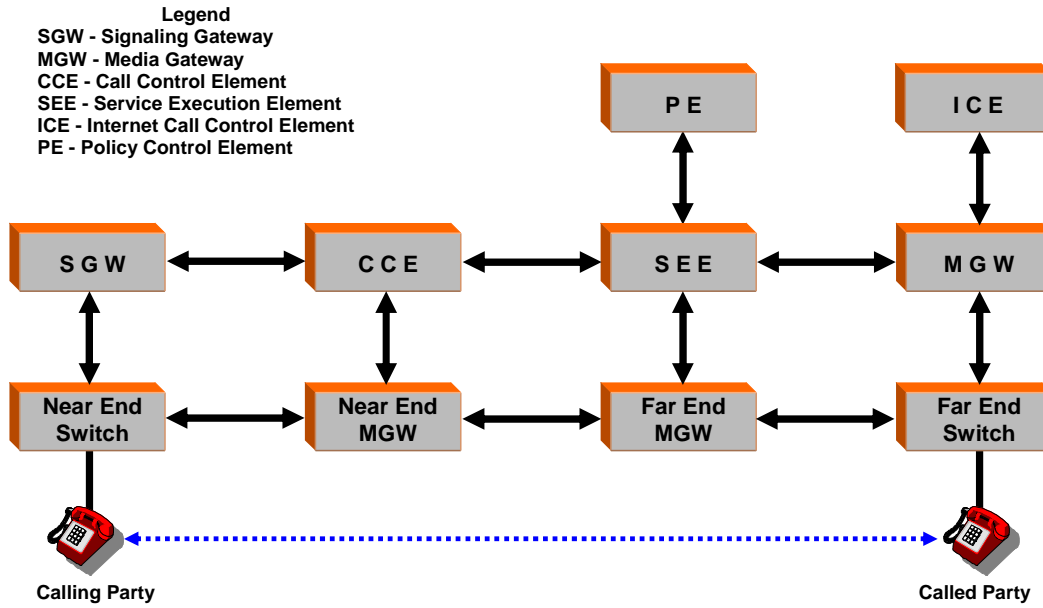 Legend
SGW - Signaling Gateway
MGW - Media Gateway
CCE - Call Control Element
SEE - Service Execution Element
ICE - Internet Call Control Element
PE - Policy Control Element
P E
I C E
S G W
C C E
S E E
M G W
Near End
Switch
Near End
MGW
Far End
MGW
Far End
Switch
Calling Party
Called Party